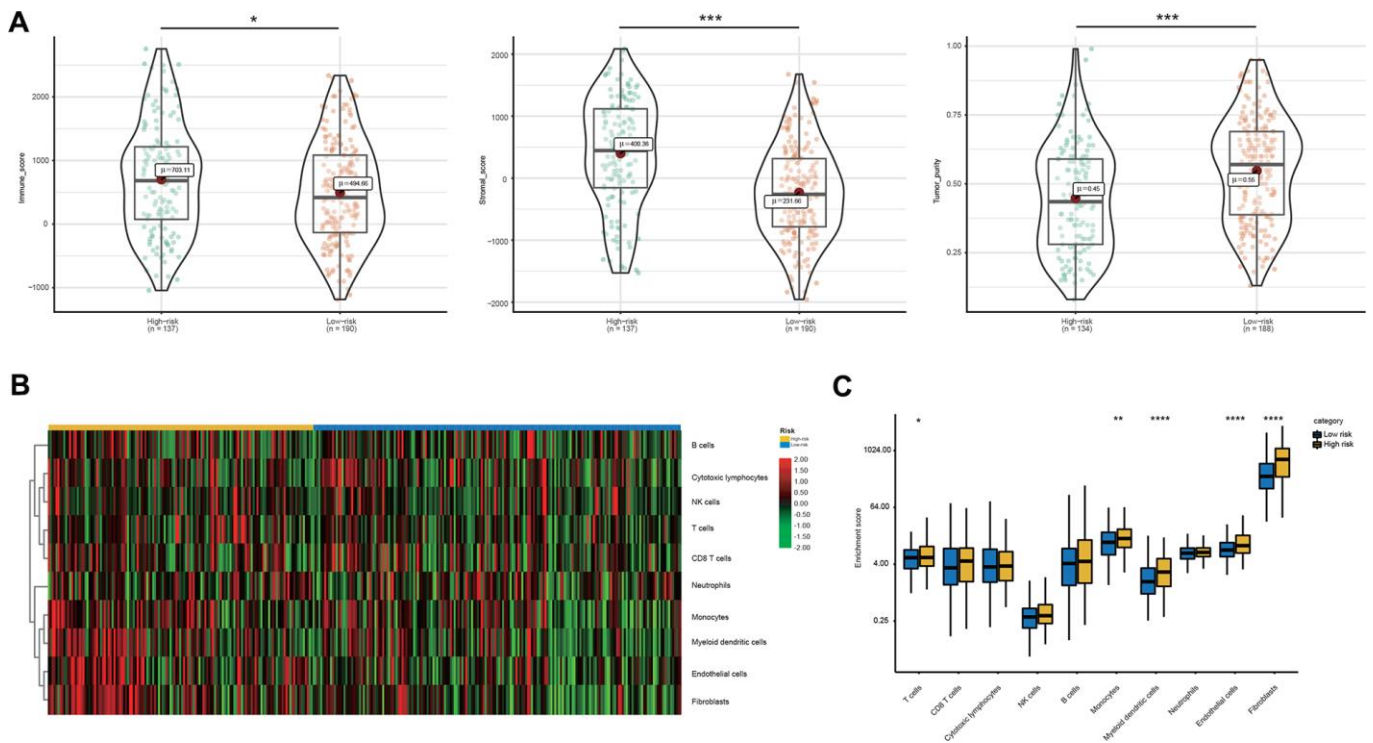 A
*
***
***
Immune_score
2000
1000
0
−1000
μ=703.11
μ=494.66
High-risk
(n = 137)
Low-risk
(n = 190)
Stromal_score
2000
1000
0
−1000
−2000
μ=400.36
μ=231.66
High-risk
(n = 137)
Low-risk
(n = 190)
Tumor_purity
1.00
0.75
0.50
0.25
μ=0.45
μ=0.55
High-risk
(n = 134)
Low-risk
(n = 188)
B
B cells
Cytotoxic lymphocytes
NK cells
T cells
CD8 T cells
Neutrophils
Monocytes
Myeloid dendritic cells
Endothelial cells
Fibroblasts
Risk
High-risk
Low-risk
2.00
1.50
1.00
0.50
0
-0.50
-1.00
-1.50
-2.00
C
*
**
****
****
****
category
Low risk
High risk
Enrichment score
1024.00
64.00
4.00
0.25
T cells
CD8 T cells
Cytotoxic lymphocytes
NK cells
B cells
Monocytes
Myeloid dendritic cells
Neutrophils
Endothelial cells
Fibroblasts